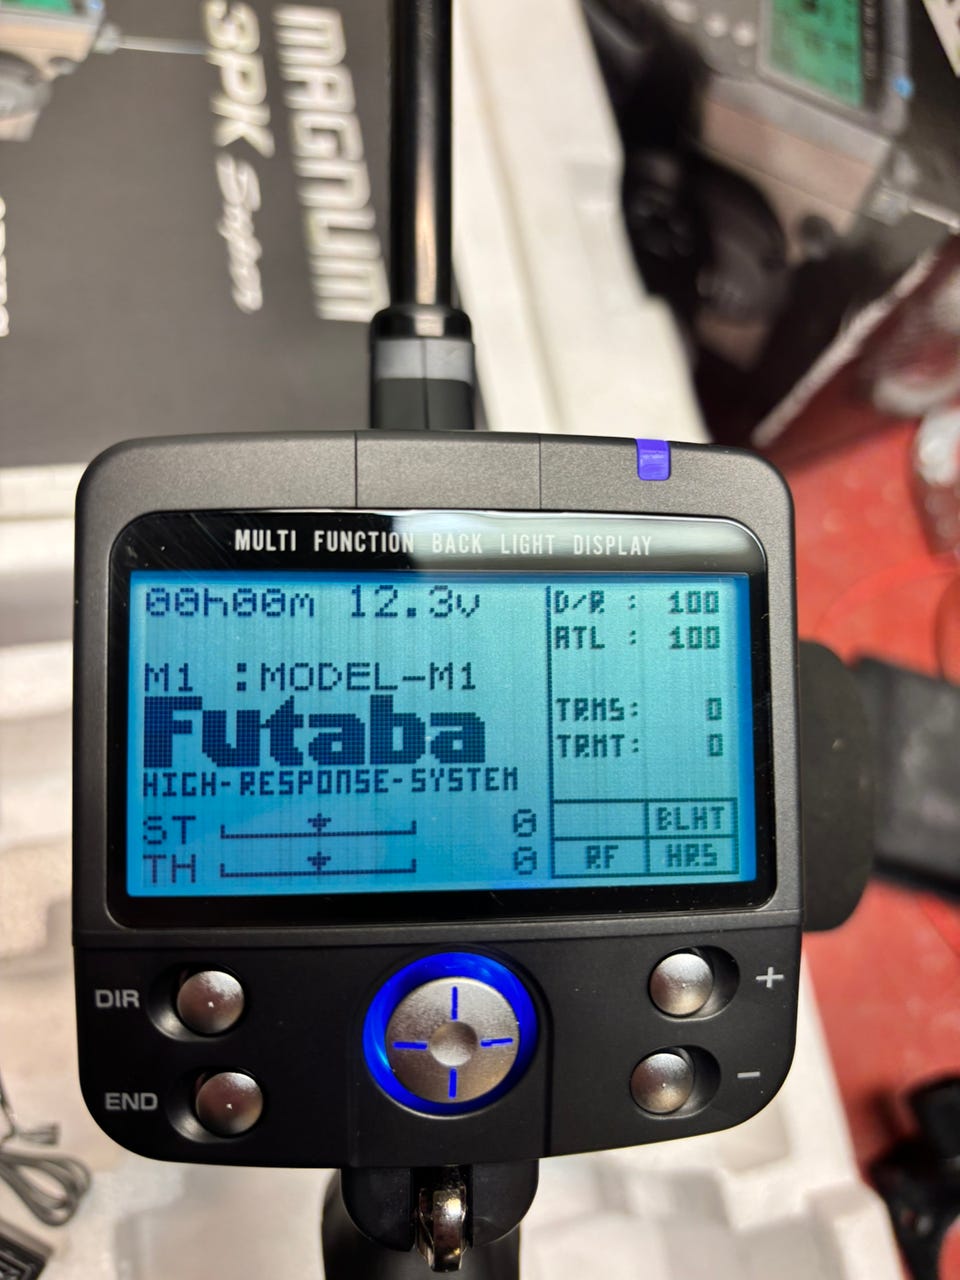 MAGNUM
3PK Super
MULTI FUNCTION BACK LIGHT DISPLAY
00h00m 12.3v
D/R : 100
ATL : 100
M1 :MODEL-M1
Futaba
HIGH-RESPONSE-SYSTEM
TRMS: 0
TRMT: 0
ST 0
TH 0
BLHT
RF HRS
DIR
END
+
−